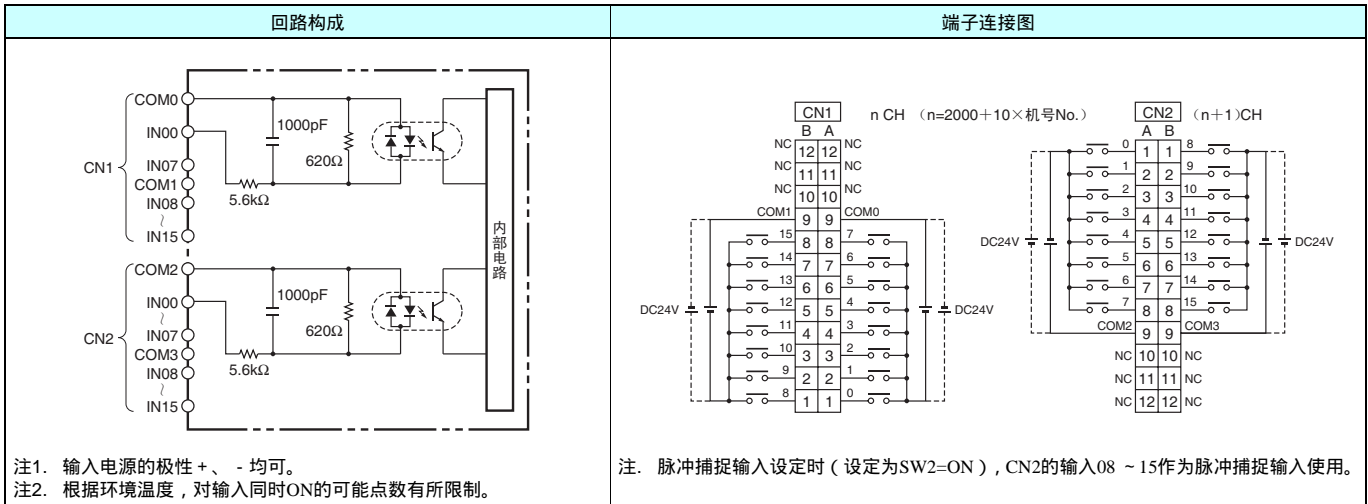 回路构成
端子连接图
COM0
IN00
IN07
COM1
IN08
~
IN15
CN1
1000pF
620Ω
5.6kΩ
COM2
IN00
~
IN07
COM3
IN08
~
IN15
CN2
1000pF
620Ω
5.6kΩ
内部电路
注1. 输入电源的极性+、-均可。
注2. 根据环境温度,对输入同时ON的可能点数有所限制。
CN1 n CH (n=2000+10×机号No.)
B A
NC 12 12 NC
NC 11 11 NC
NC 10 10 NC
COM1 9 9 COM0
15 8 8 7
14 7 7 6
13 6 6 5
12 5 5 4
11 4 4 3
10 3 3 2
9 2 2 1
8 1 1 0
DC24V
DC24V
CN2 (n+1)CH
A B
0 1 1 8
1 2 2 9
2 3 3 10
3 4 4 11
4 5 5 12
5 6 6 13
6 7 7 14
7 8 8 15
COM2 9 9 COM3
NC 10 10 NC
NC 11 11 NC
NC 12 12 NC
DC24V
DC24V
注. 脉冲捕捉输入设定时(设定为SW2=ON),CN2的输入08 ~15作为脉冲捕捉输入使用。